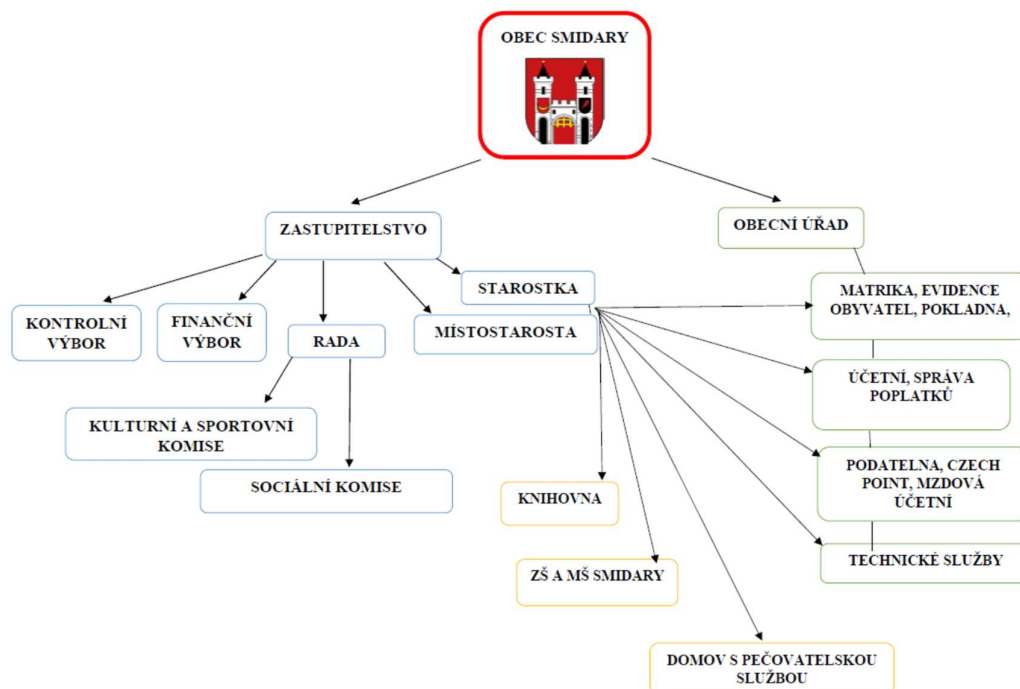 OBEC SMIDARY
ZASTUPITELSTVO
OBECNÍ ÚŘAD
STAROSTKA
MÍSTOSTAROSTA
KONTROLNÍ
VÝBOR
FINANČNÍ
VÝBOR
RADA
KULTURNÍ A SPORTOVNÍ
KOMISE
SOCIÁLNÍ KOMISE
MATRIKA, EVIDENCE
OBYVATEL, POKLADNA,
ÚČETNÍ, SPRÁVA
POPLATKŮ
PODATELNA, CZECH
POINT, MZDOVÁ
ÚČETNÍ
TECHNICKÉ SLUŽBY
KNIHOVNA
ZŠ A MŠ SMIDARY
DOMOV S PEČOVATELSKOU
SLUŽBOU